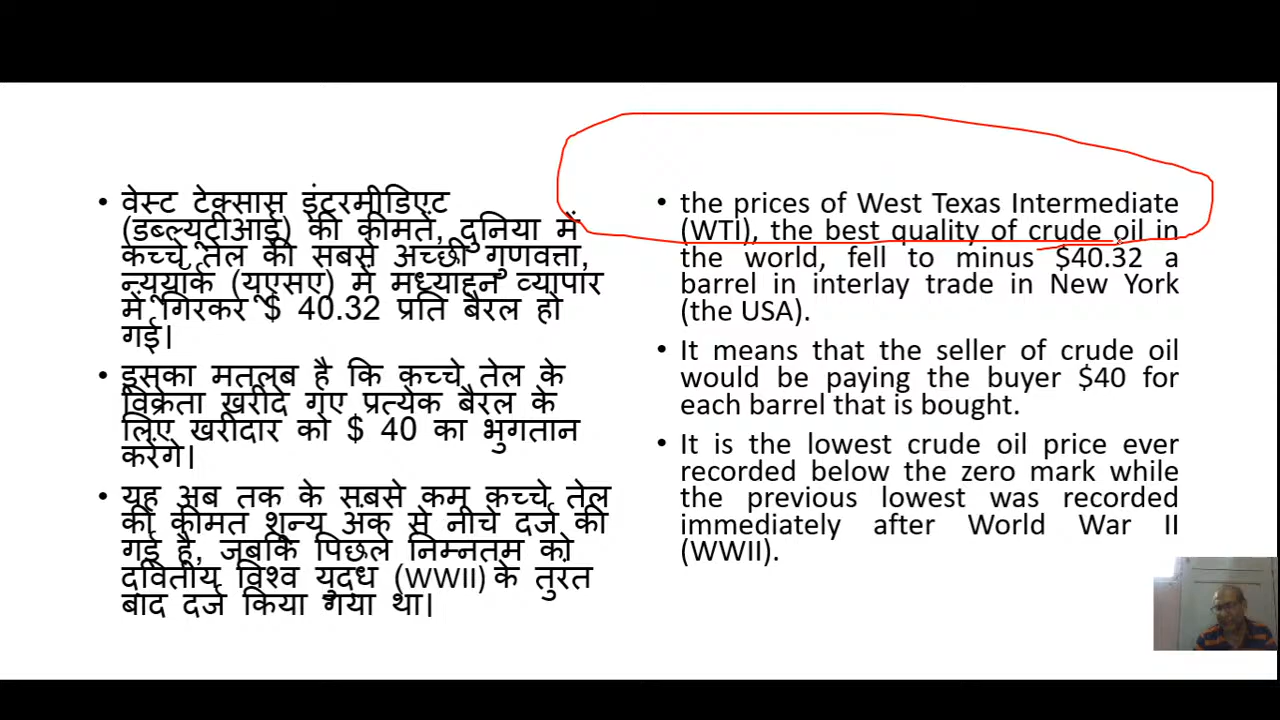 • वेस्ट टेक्सास इंटरमीडिएट
(डब्ल्यूटीआई) की कीमतें, दुनिया में
कच्चे तेल की सबसे अच्छी गुणवत्ता,
न्यूयॉर्क (यूएसए) में मध्याह्न व्यापार
में गिरकर $ 40.32 प्रति बैरल हो
गई।
• इसका मतलब है कि कच्चे तेल के
विक्रेता खरीदे गए प्रत्येक बैरल के
लिए खरीदार को $ 40 का भुगतान
करेंगे।
• यह अब तक के सबसे कम कच्चे तेल
की कीमत शून्य अंक से नीचे दर्ज की
गई है, जबकि पिछले निम्नतम को
द्वितीय विश्व युद्ध (WWII) के तुरंत
बाद दर्ज किया गया था।
• the prices of West Texas Intermediate
(WTI), the best quality of crude oil in
the world, fell to minus $40.32 a
barrel in interlay trade in New York
(the USA).
• It means that the seller of crude oil
would be paying the buyer $40 for
each barrel that is bought.
• It is the lowest crude oil price ever
recorded below the zero mark while
the previous lowest was recorded
immediately after World War II
(WWII).